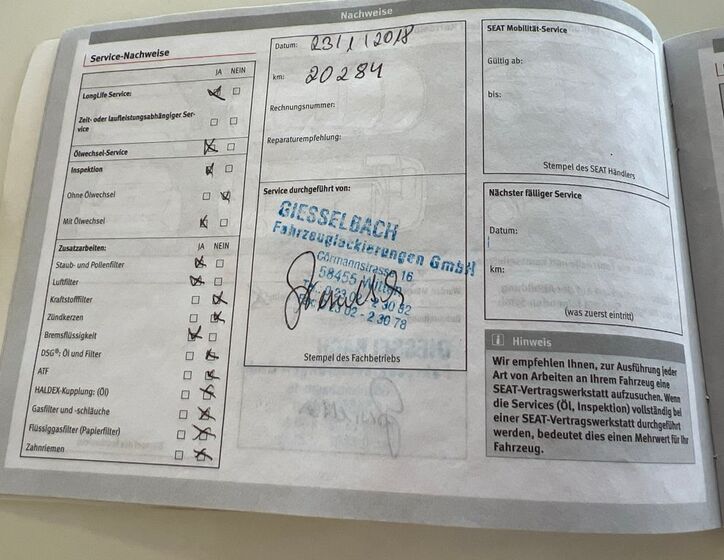 Nachweise
Service-Nachweise
JA NEIN
LongLife Service:
Zeit- oder laufleistungsabhängiger Ser-
vice
Ölwechsel-Service
Inspektion
Ohne Ölwechsel
Mit Ölwechsel
Zusatzarbeiten: JA NEIN
Staub- und Pollenfilter
Luftfilter
Kraftstofffilter
Zündkerzen
Bremsflüssigkeit
DSG®: Öl und Filter
ATF
HALDEX-Kupplung: (Öl)
Gasfilter und -schläuche
Flüssiggasfilter (Papierfilter)
Zahnriemen
Datum: 23/1/2018
km: 20284
Rechnungsnummer:
Reparaturempfehlung:
Service durchgeführt von:
GIESSELBACH
Fahrzeuglackierungen GmbH
Cörmannstrasse 16
58455 Witten
Stempel des Fachbetriebs
SEAT Mobilität-Service
Gültig ab:
bis:
Stempel des SEAT Händlers
Nächster fälliger Service
Datum:
km:
(was zuerst eintritt)
i Hinweis
Wir empfehlen Ihnen, zur Ausführung jeder
Art von Arbeiten an Ihrem Fahrzeug eine
SEAT-Vertragswerkstatt aufzusuchen. Wenn
die Services (Öl, Inspektion) vollständig bei
einer SEAT-Vertragswerkstatt durchgeführt
werden, bedeutet dies einen Mehrwert für Ihr
Fahrzeug.